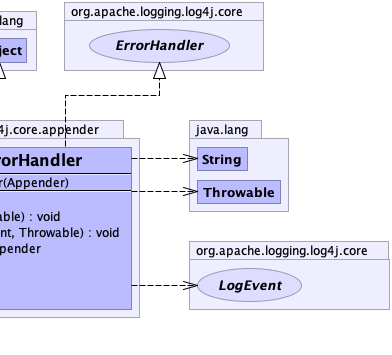 org.apache.logging.log4j.core
lang
ErrorHandler
ject
4j.core.appender
java.lang
rorHandler
String
r(Appender)
Throwable
able) : void
nt, Throwable) : void
pender
org.apache.logging.log4j.core
LogEvent